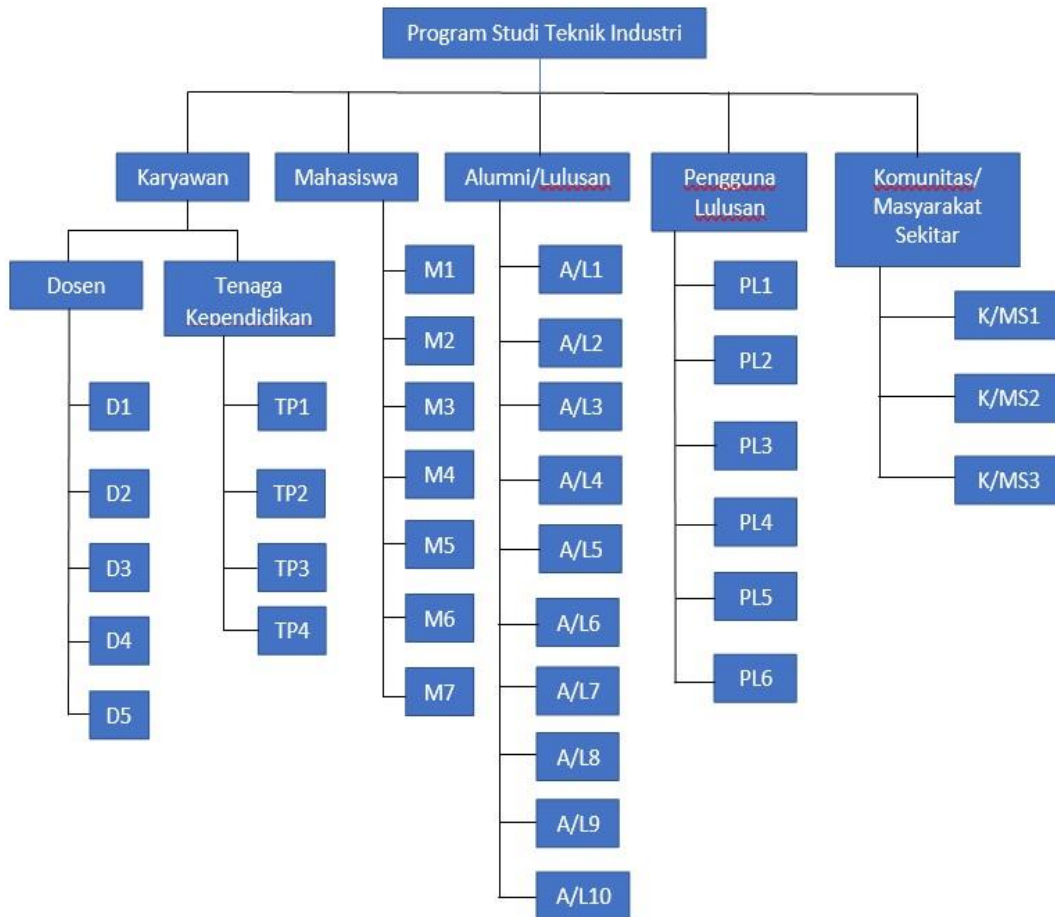 Program Studi Teknik Industri
Karyawan
Mahasiswa
Alumni/Lulusan
Pengguna
Lulusan
Komunitas/
Masyarakat
Sekitar
Dosen
Tenaga
Kependidikan
D1
D2
D3
D4
D5
TP1
TP2
TP3
TP4
M1
M2
M3
M4
M5
M6
M7
A/L1
A/L2
A/L3
A/L4
A/L5
A/L6
A/L7
A/L8
A/L9
A/L10
PL1
PL2
PL3
PL4
PL5
PL6
K/MS1
K/MS2
K/MS3